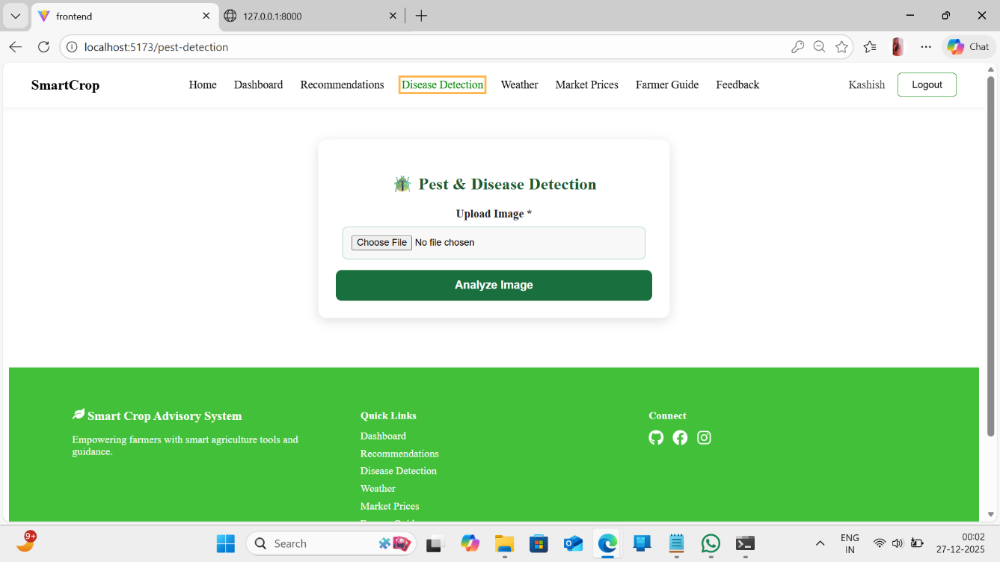 frontend
127.0.0.1:8000
localhost:5173/pest-detection
Chat
SmartCrop
Home
Dashboard
Recommendations
Disease Detection
Weather
Market Prices
Farmer Guide
Feedback
Kashish
Logout
Pest & Disease Detection
Upload Image *
Choose File No file chosen
Analyze Image
Smart Crop Advisory System
Empowering farmers with smart agriculture tools and
guidance.
Quick Links
Dashboard
Recommendations
Disease Detection
Weather
Market Prices
Connect
9+
Search
ENG
IN
00:02
27-12-2025